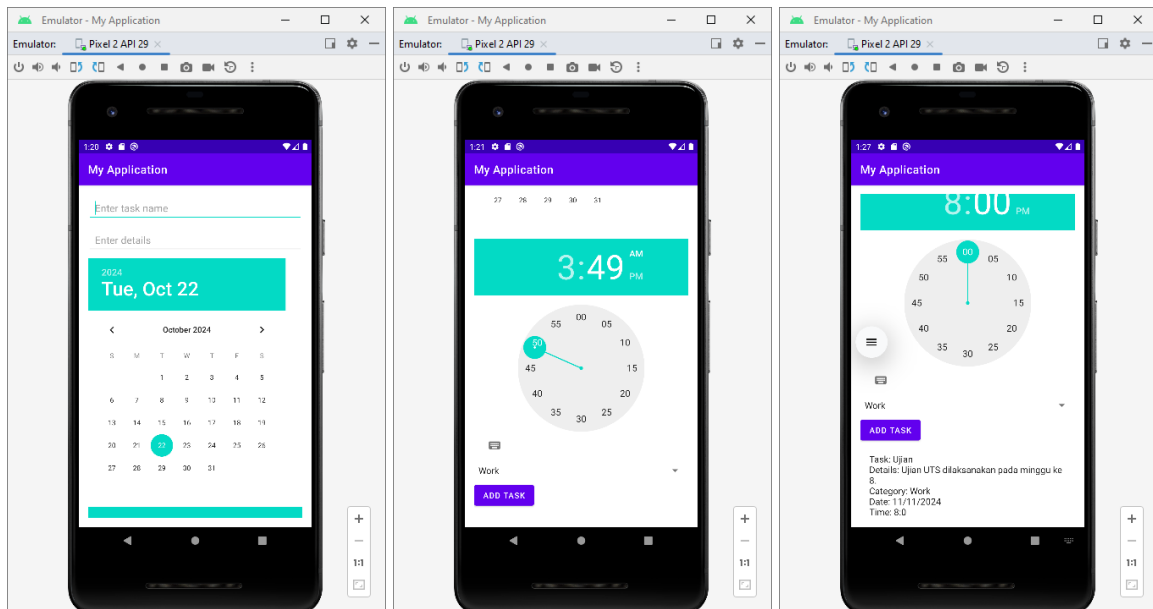 Emulator - My Application
Emulator: Pixel 2 API 29
1:20
My Application
Enter task name
Enter details
2024
Tue, Oct 22
October 2024
S M T W T F S
1 2 3 4 5
6 7 8 9 10 11 12
13 14 15 16 17 18 19
20 21 22 23 24 25 26
27 28 29 30 31
1:1
Emulator - My Application
Emulator: Pixel 2 API 29
1:21
My Application
27 28 29 30 31
3:49 AM
PM
00
55 05
50 10
45 15
40 20
35 25
30
Work
ADD TASK
1:1
Emulator - My Application
Emulator: Pixel 2 API 29
1:27
My Application
8:00 PM
00
55 05
50 10
45 15
40 20
35 25
30
Work
ADD TASK
Task: Ujian
Details: Ujian UTS dilaksanakan pada minggu ke
8.
Category: Work
Date: 11/11/2024
Time: 8:0
1:1